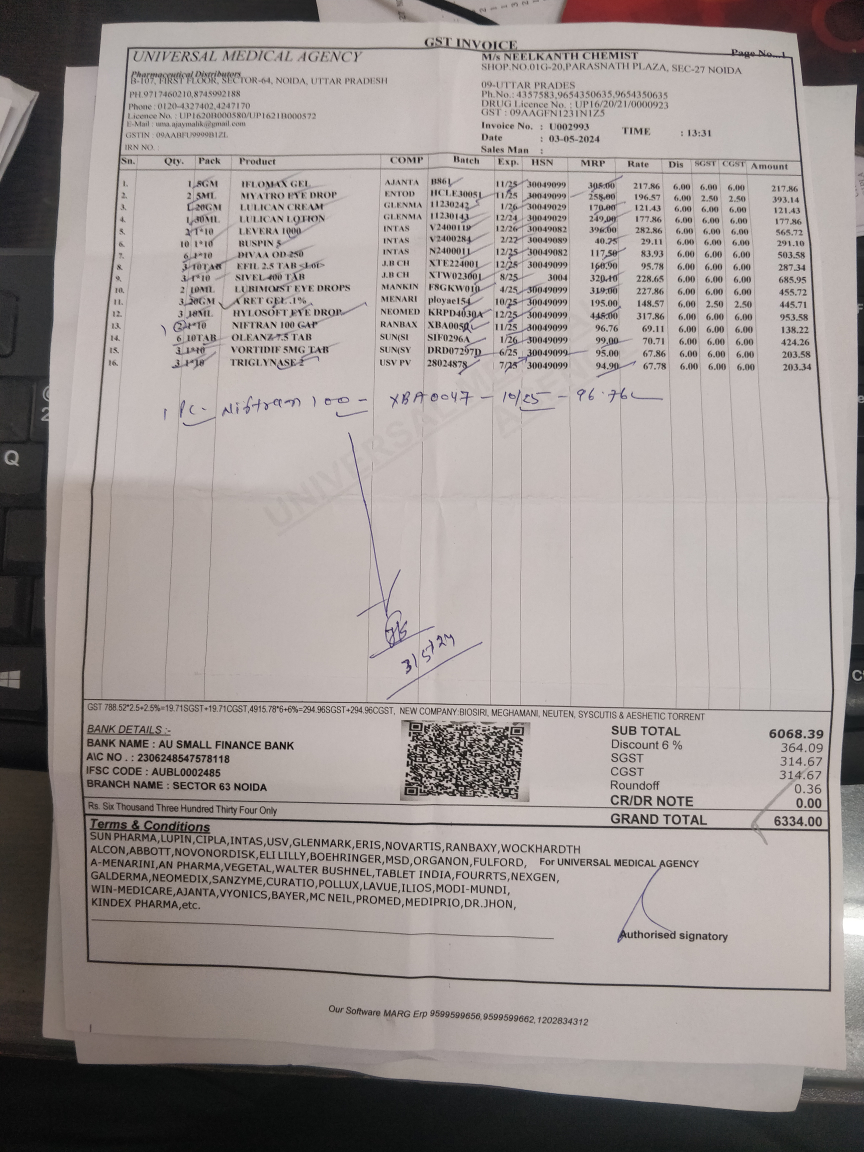 GST INVOICE
Page No...1
UNIVERSAL MEDICAL AGENCY
Pharmaceutical Distributors
B-107, FIRST FLOOR, SECTOR-64, NOIDA, UTTAR PRADESH
PH.9717460210,8745992188
Phone : 0120-4327402,4247170
Licence No. : UP1620B000580/UP1621B000572
E-Mail : uma.ajaymalik@gmail.com
GSTIN : 09AABFU9999B1ZL
IRN NO. :
M/s NEELKANTH CHEMIST
SHOP.NO.01G-20,PARASNATH PLAZA, SEC-27 NOIDA
09-UTTAR PRADES
Ph.No.: 4357583,9654350635,9654350635
DRUG Licence No. : UP16/20/21/0000923
GST : 09AAGFN1231N1Z5
Invoice No. : U002993 TIME : 13:31
Date : 03-05-2024
Sales Man :
Sn. Qty. Pack Product COMP Batch Exp. HSN MRP Rate Dis SGST CGST Amount
1. 1 5GM IFLOMAX GEL AJANTA B861 11/25 30049099 305.00 217.86 6.00 6.00 6.00 217.86
2. 2 5ML MYATRO EYE DROP ENTOD HCLE30051 11/25 30049099 258.00 196.57 6.00 2.50 2.50 393.14
3. 1 20GM LULICAN CREAM GLENMA 11230242 1/26 30049029 170.00 121.43 6.00 6.00 6.00 121.43
4. 1 30ML LULICAN LOTION GLENMA 11230143 12/24 30049029 249.00 177.86 6.00 6.00 6.00 177.86
5. 2 1*10 LEVERA 1000 INTAS V2400119 12/26 30049082 396.00 282.86 6.00 6.00 6.00 565.72
6. 10 1*10 BUSPIN 5 INTAS V2400284 2/27 30049089 40.75 29.11 6.00 6.00 6.00 291.10
7. 6 1*10 DIVAA OD 250 INTAS N2400011 12/25 30049082 117.50 83.93 6.00 6.00 6.00 503.58
8. 3 10TAB EFIL 2.5 TAB <Lot> J.B CH XTE224001 12/25 30049099 160.90 95.78 6.00 6.00 6.00 287.34
9. 3 1*10 SIVEL 400 TAB J.B CH XTW023001 8/25 3004 320.10 228.65 6.00 6.00 6.00 685.95
10. 2 10ML LUBIMOIST EYE DROPS MANKIN F8GKW010 4/25 30049099 319.00 227.86 6.00 6.00 6.00 455.72
11. 3 20GM A RET GEL .1% MENARI ployae154 10/25 30049099 195.00 148.57 6.00 2.50 2.50 445.71
12. 3 10ML HYLOSOFT EYE DROP NEOMED KRPD4030A 12/25 30049099 445.00 317.86 6.00 6.00 6.00 953.58
13. 1 2 1*10 NIFTRAN 100 CAP RANBAX XBA0050 11/25 30049099 96.76 69.11 6.00 6.00 6.00 138.22
14. 6 10TAB OLEANZ 7.5 TAB SUN(SI SIF0296A 1/26 30049099 99.00 70.71 6.00 6.00 6.00 424.26
15. 3 1*10 VORTIDIF 5MG TAB SUN(SY DRD07297D 6/25 30049099 95.00 67.86 6.00 6.00 6.00 203.58
16. 3 1*10 TRIGLYNASE 2 USV PV 28024878 7/25 30049099 94.90 67.78 6.00 6.00 6.00 203.34
1 Pc- Niftran 100 - XBA0047 - 10/25 - 96.76
UNIVERSAL MEDICAL
3/5/24
GST 788.52*2.5+2.5%=19.71SGST+19.71CGST,4915.78*6+6%=294.96SGST+294.96CGST, NEW COMPANY:BIOSIRI, MEGHAMANI, NEUTEN, SYSCUTIS & AESHETIC TORRENT
BANK DETAILS :-
BANK NAME : AU SMALL FINANCE BANK
A\C NO . : 2306248547578118
IFSC CODE : AUBL0002485
BRANCH NAME : SECTOR 63 NOIDA
SUB TOTAL 6068.39
Discount 6 % 364.09
SGST 314.67
CGST 314.67
Roundoff 0.36
CR/DR NOTE 0.00
GRAND TOTAL 6334.00
Rs. Six Thousand Three Hundred Thirty Four Only
Terms & Conditions
SUN PHARMA,LUPIN,CIPLA,INTAS,USV,GLENMARK,ERIS,NOVARTIS,RANBAXY,WOCKHARDTH
ALCON,ABBOTT,NOVONORDISK,ELI LILLY,BOEHRINGER,MSD,ORGANON,FULFORD,
A-MENARINI,AN PHARMA,VEGETAL,WALTER BUSHNEL,TABLET INDIA,FOURRTS,NEXGEN,
GALDERMA,NEOMEDIX,SANZYME,CURATIO,POLLUX,LAVUE,ILIOS,MODI-MUNDI,
WIN-MEDICARE,AJANTA,VYONICS,BAYER,MC NEIL,PROMED,MEDIPRIO,DR.JHON,
KINDEX PHARMA,etc.
For UNIVERSAL MEDICAL AGENCY
Authorised signatory
Our Software MARG Erp 9599599656,9599599662,1202834312